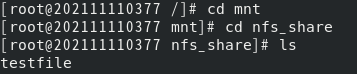 [root@202111110377 /]# cd mnt
[root@202111110377 mnt]# cd nfs_share
[root@202111110377 nfs_share]# ls
testfile